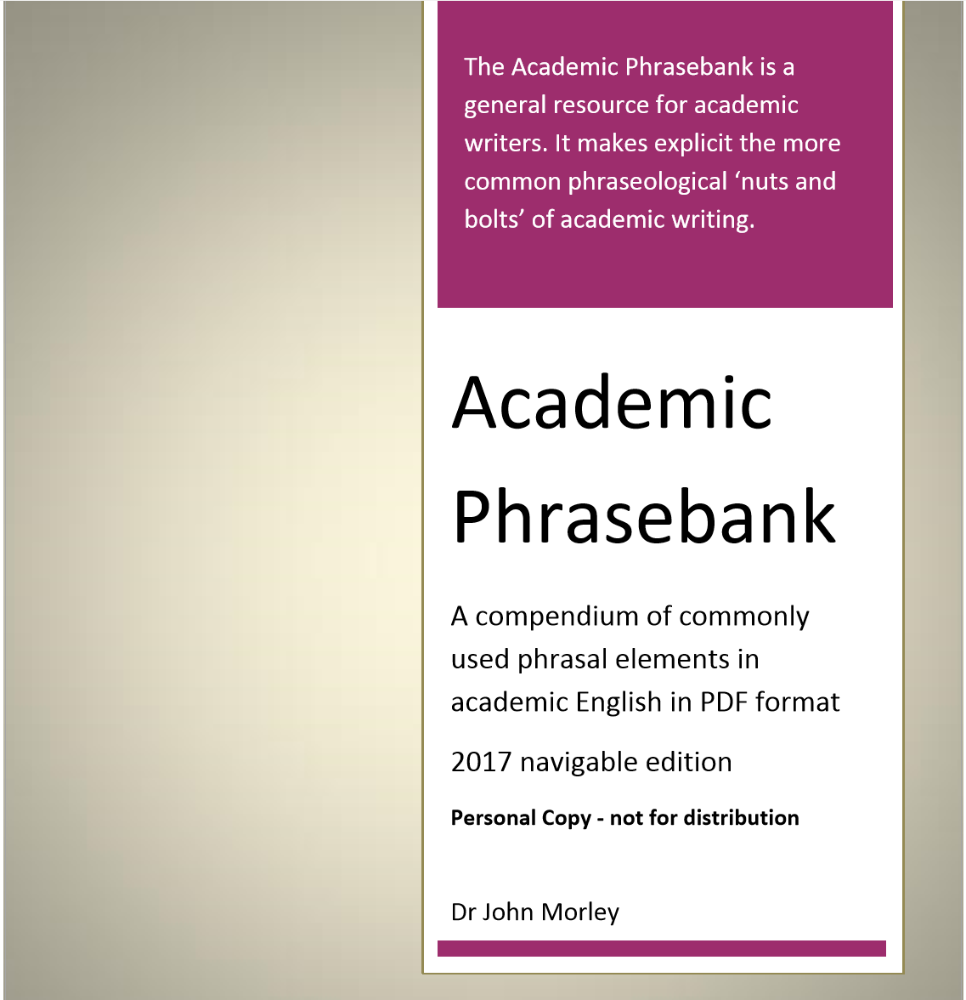 The Academic Phrasebank is a
general resource for academic
writers. It makes explicit the more
common phraseological ‘nuts and
bolts’ of academic writing.
Academic
Phrasebank
A compendium of commonly
used phrasal elements in
academic English in PDF format
2017 navigable edition
Personal Copy - not for distribution
Dr John Morley